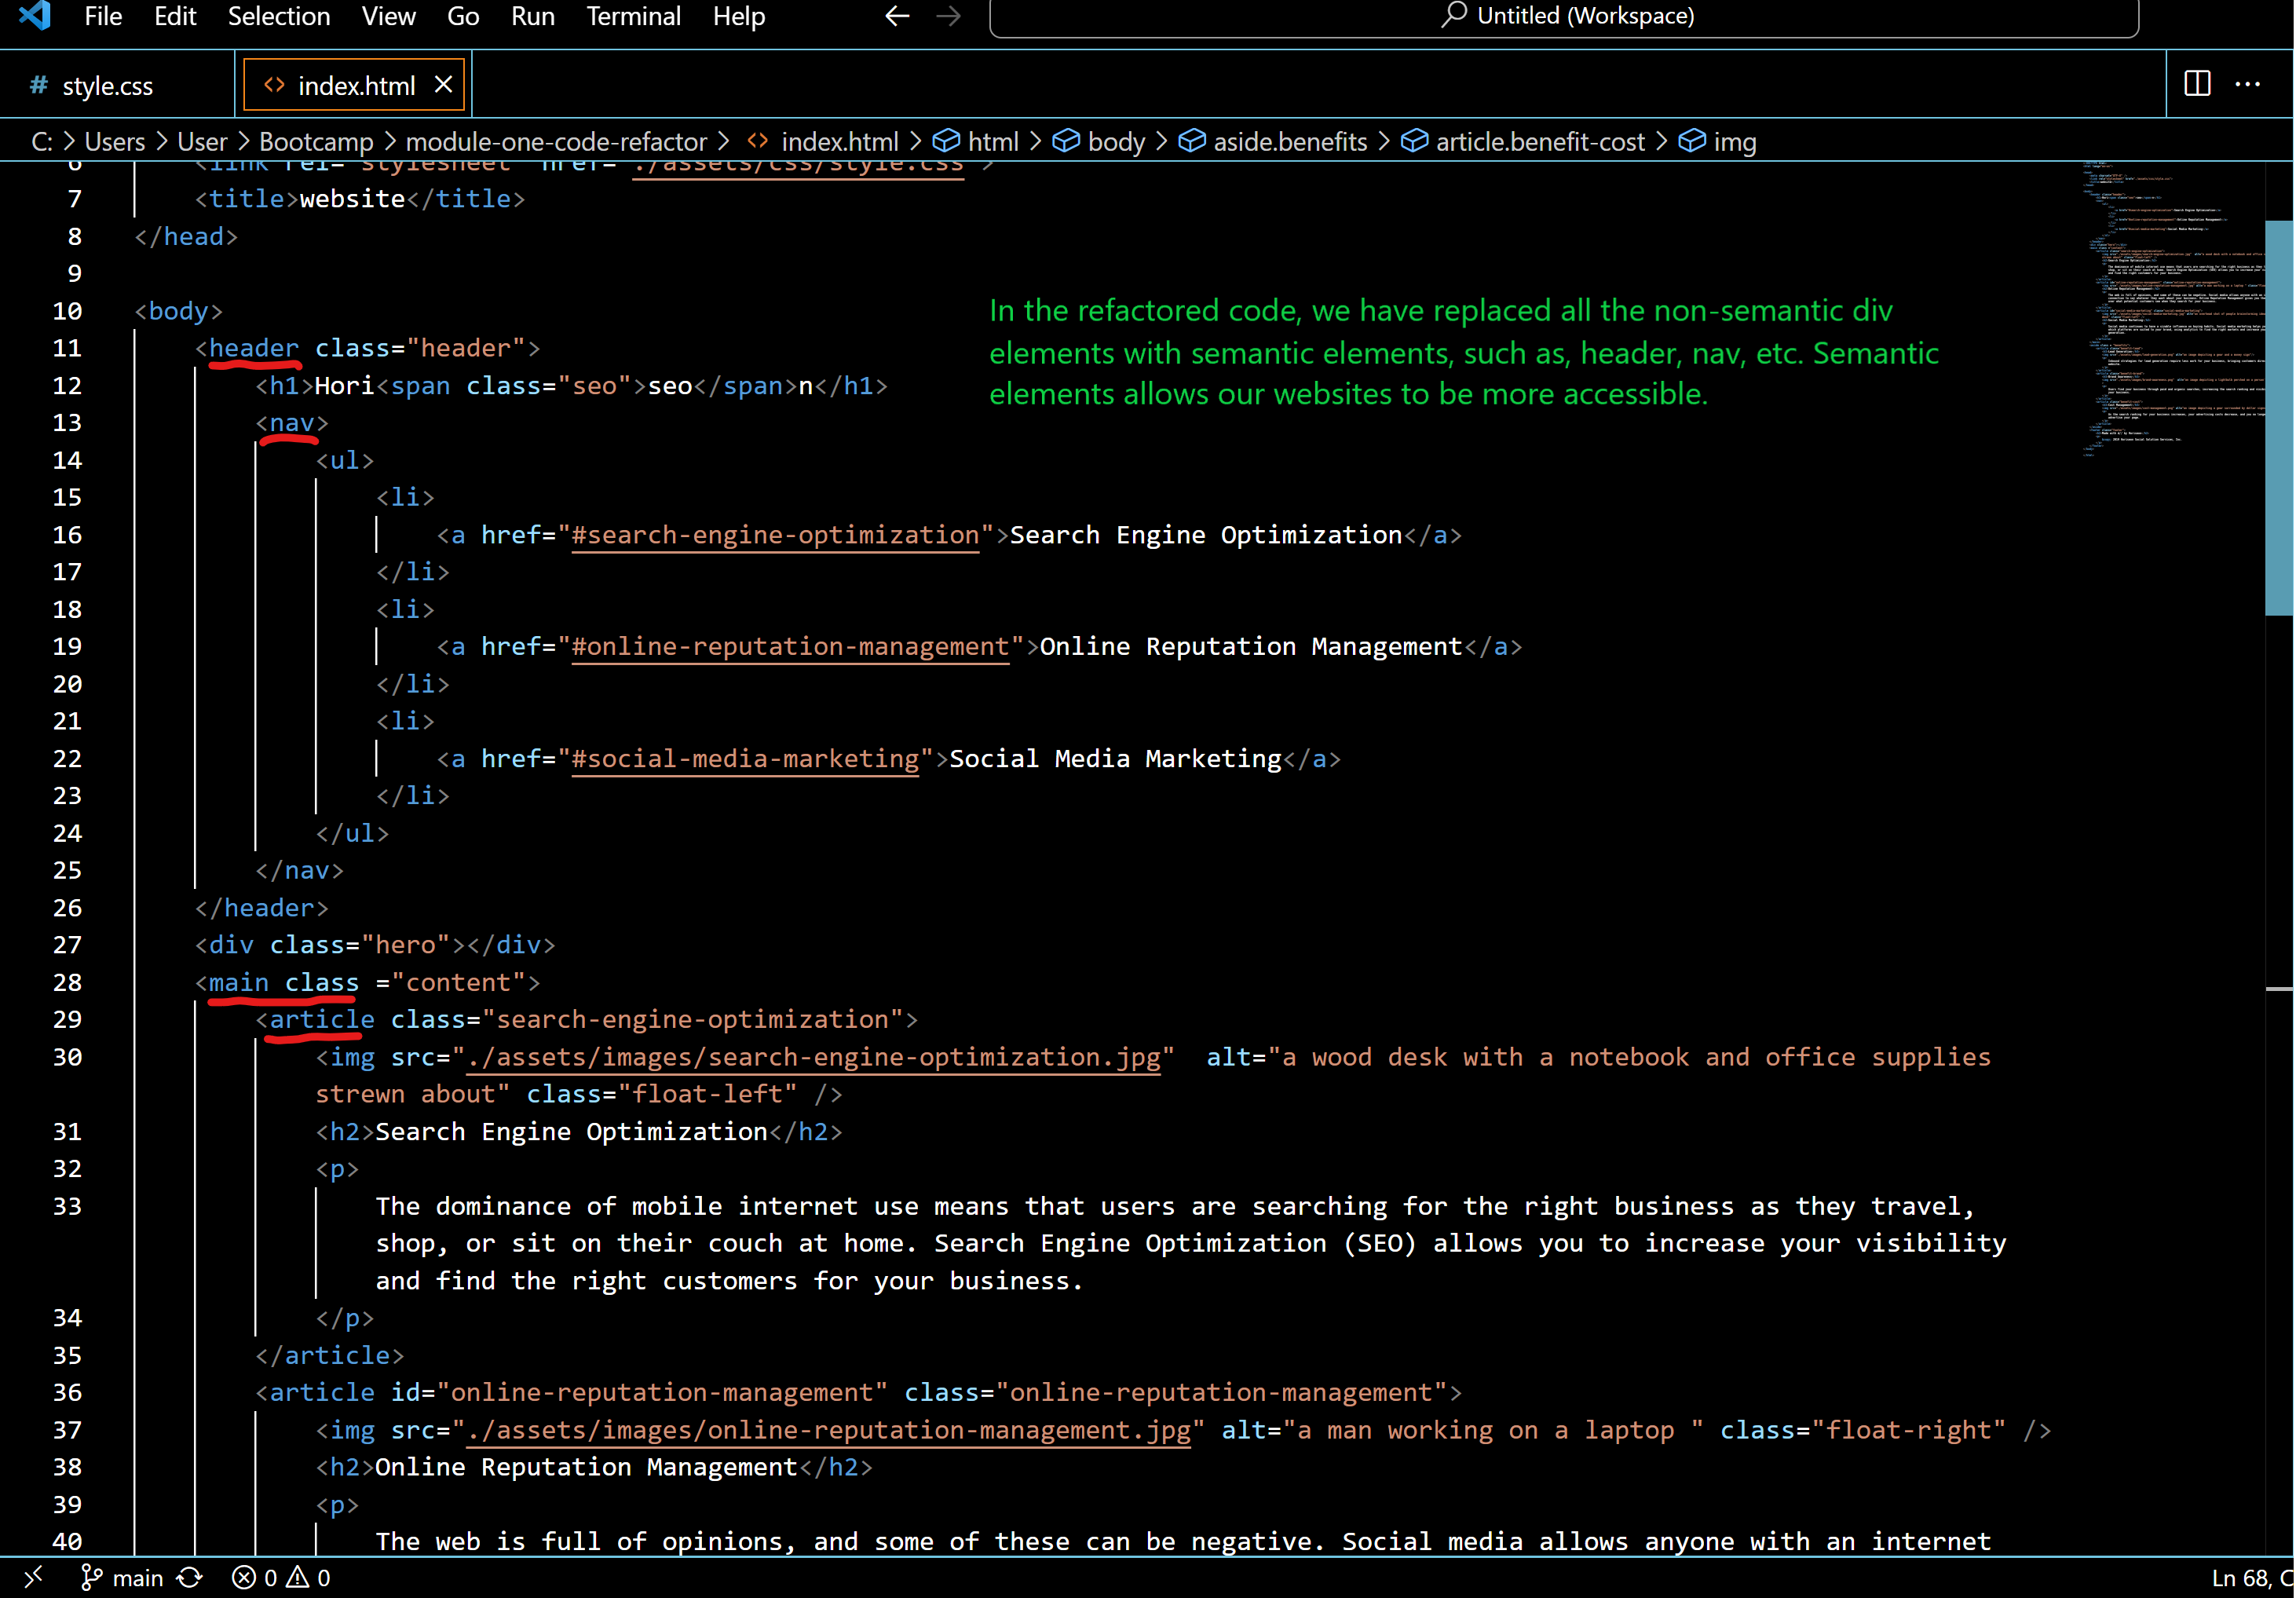 File Edit Selection View Go Run Terminal Help Untitled (Workspace)
# style.css index.html
C: > Users > User > Bootcamp > module-one-code-refactor > index.html > html > body > aside.benefits > article.benefit-cost > img
6 <link rel="stylesheet" href="./assets/css/style.css">
7 <title>website</title>
8 </head>
9
10 <body>
In the refactored code, we have replaced all the non-semantic div
elements with semantic elements, such as, header, nav, etc. Semantic
elements allows our websites to be more accessible.
11 <header class="header">
12 <h1>Hori<span class="seo">seo</span>n</h1>
13 <nav>
14 <ul>
15 <li>
16 <a href="#search-engine-optimization">Search Engine Optimization</a>
17 </li>
18 <li>
19 <a href="#online-reputation-management">Online Reputation Management</a>
20 </li>
21 <li>
22 <a href="#social-media-marketing">Social Media Marketing</a>
23 </li>
24 </ul>
25 </nav>
26 </header>
27 <div class="hero"></div>
28 <main class ="content">
29 <article class="search-engine-optimization">
30 <img src="./assets/images/search-engine-optimization.jpg"  alt="a wood desk with a notebook and office supplies
strewn about" class="float-left" />
31 <h2>Search Engine Optimization</h2>
32 <p>
33 The dominance of mobile internet use means that users are searching for the right business as they travel,
shop, or sit on their couch at home. Search Engine Optimization (SEO) allows you to increase your visibility
and find the right customers for your business.
34 </p>
35 </article>
36 <article id="online-reputation-management" class="online-reputation-management">
37 <img src="./assets/images/online-reputation-management.jpg" alt="a man working on a laptop " class="float-right" />
38 <h2>Online Reputation Management</h2>
39 <p>
40 The web is full of opinions, and some of these can be negative. Social media allows anyone with an internet
main 0 0 Ln 68, C